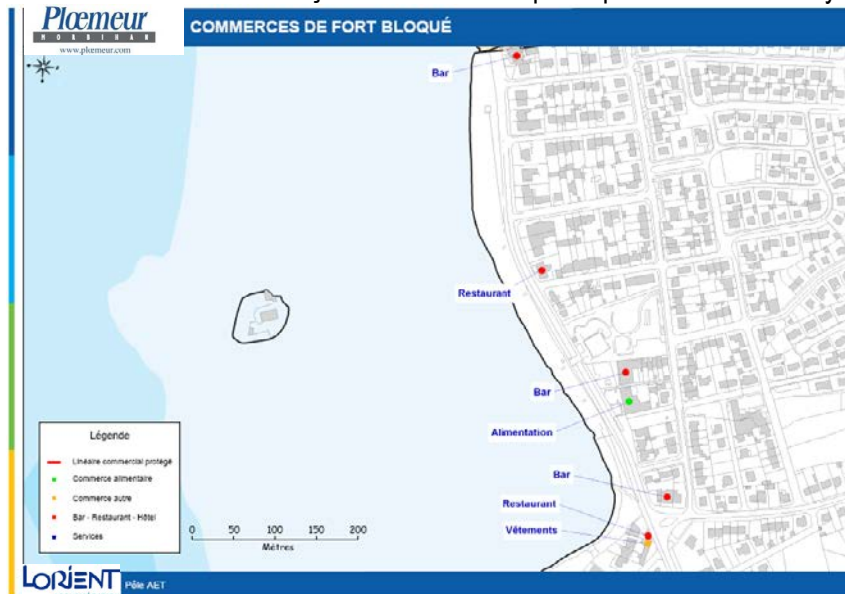 Plœmeur
MORBIHAN
www.plœmeur.com
COMMERCES DE FORT BLOQUÉ
Bar
Restaurant
Bar
Alimentation
Bar
Restaurant
Vêtements
Légende
Linéaire commercial protégé
Commerce alimentaire
Commerce autre
Bar - Restaurant - Hôtel
Services
0 50 100 150 200
Mètres
LORIENT Pôle AET